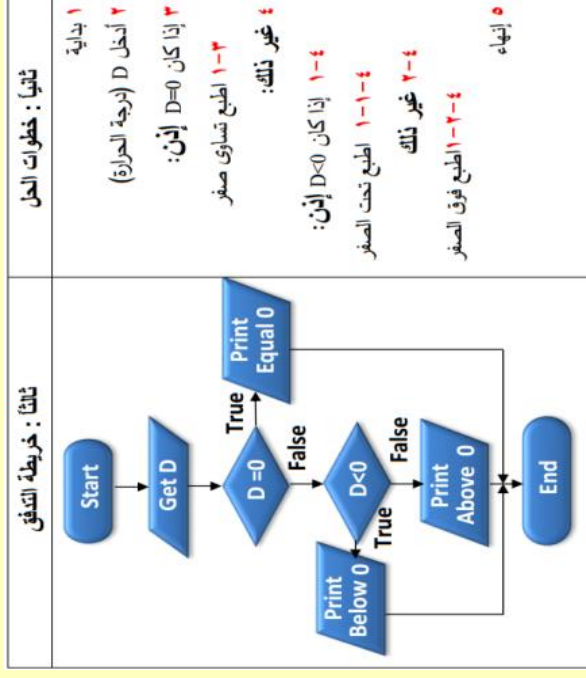 ثانياً : خطوات الحل
١ بداية
٢ أدخل D (درجة الحرارة)
٣ إذا كان D=0 إذن:
٣-١ اطبع تساوى صفر
٤ غير ذلك:
٤-١ إذا كان D<0 إذن:
٤-١-١ اطبع تحت الصفر
٤-٢ غير ذلك
٤-٢-١ اطبع فوق الصفر
٥ إنهاء
ثالثاً : خريطة التدفق
Start
Get D
D =0
True
Print
Equal 0
False
D<0
True
Print
Below 0
False
Print
Above 0
End